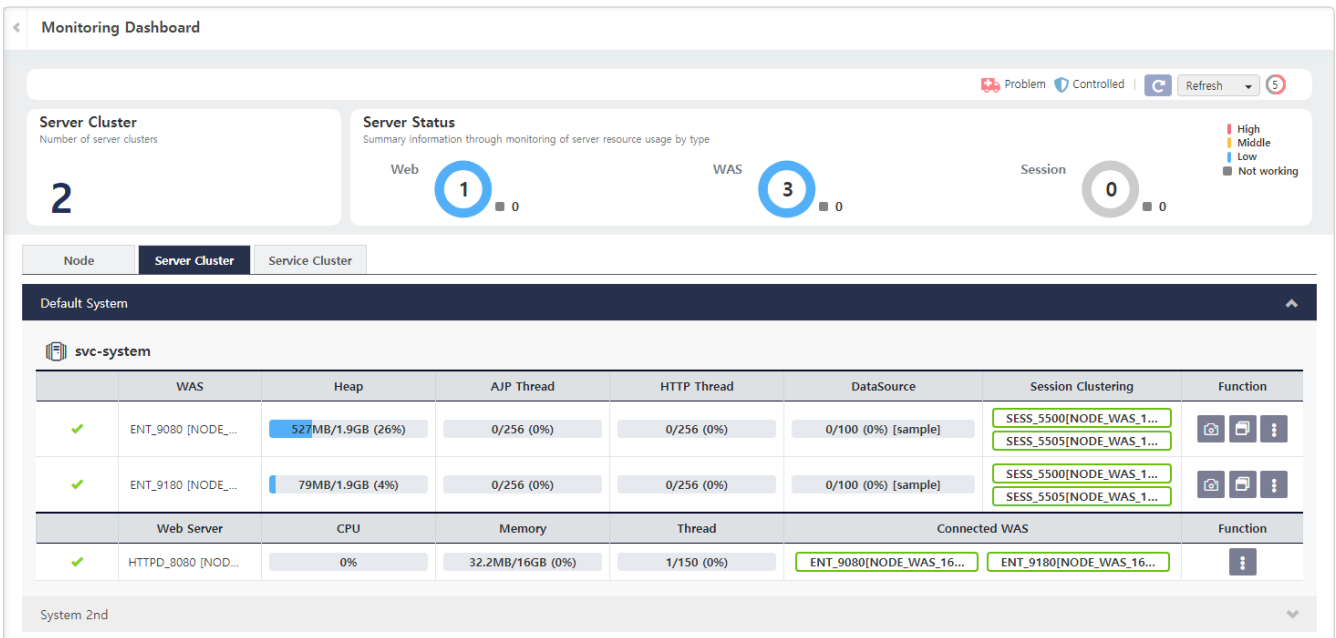 Monitoring Dashboard
Problem Controlled Refresh 5
Server Cluster
Number of server clusters
2
Server Status
Summary information through monitoring of server resource usage by type
Web 1 0
WAS 3 0
Session 0 0
High
Middle
Low
Not working
Node Server Cluster Service Cluster
Default System
svc-system
WAS Heap AJP Thread HTTP Thread DataSource Session Clustering Function
ENT_9080 [NODE_... 527MB/1.9GB (26%) 0/256 (0%) 0/256 (0%) 0/100 (0%) [sample] SESS_5500[NODE_WAS_1...
SESS_5505[NODE_WAS_1...
ENT_9180 [NODE_... 79MB/1.9GB (4%) 0/256 (0%) 0/256 (0%) 0/100 (0%) [sample] SESS_5500[NODE_WAS_1...
SESS_5505[NODE_WAS_1...
Web Server CPU Memory Thread Connected WAS Function
HTTPD_8080 [NOD... 0% 32.2MB/16GB (0%) 1/150 (0%) ENT_9080[NODE_WAS_16... ENT_9180[NODE_WAS_16...
System 2nd